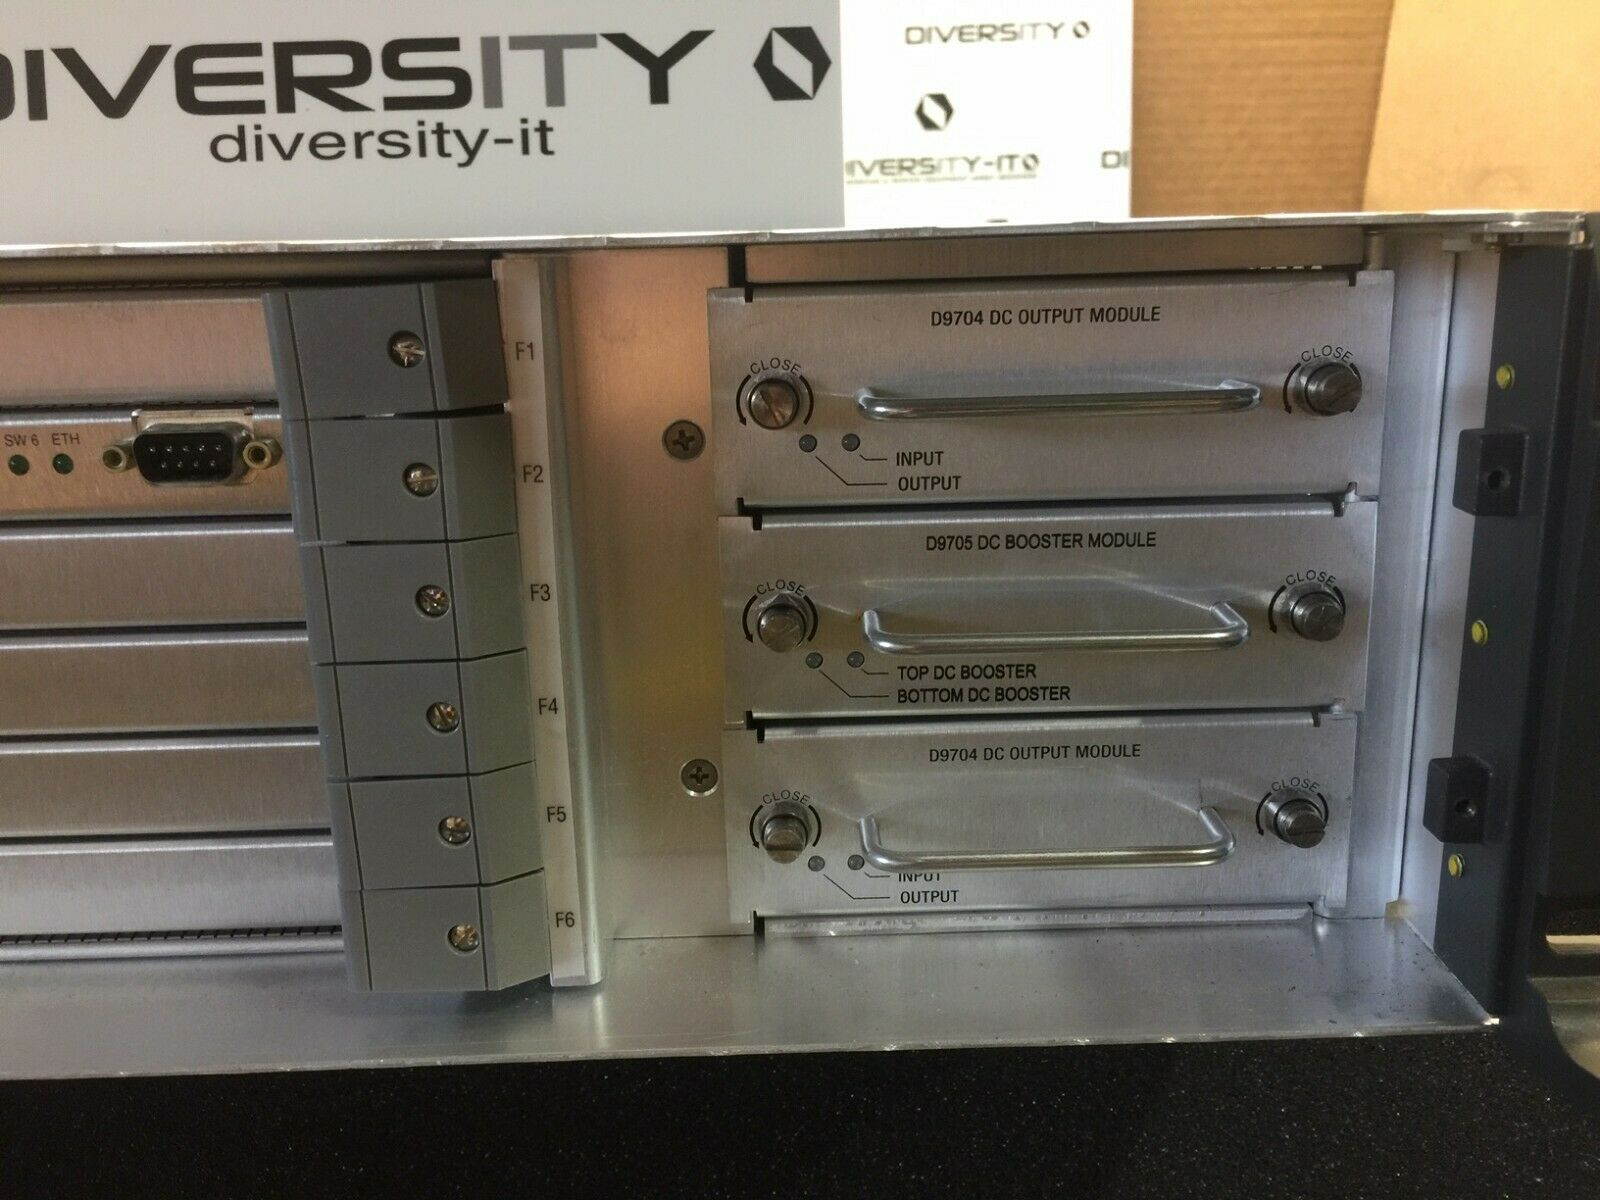 DIVERSITY
diversity-it
DIVERSITY
DIVERSITY-IT
DI
D9704 DC OUTPUT MODULE
CLOSE
CLOSE
INPUT
OUTPUT
D9705 DC BOOSTER MODULE
CLOSE
CLOSE
TOP DC BOOSTER
BOTTOM DC BOOSTER
D9704 DC OUTPUT MODULE
CLOSE
CLOSE
INPUT
OUTPUT
SW 6 ETH
F1
F2
F3
F4
F5
F6